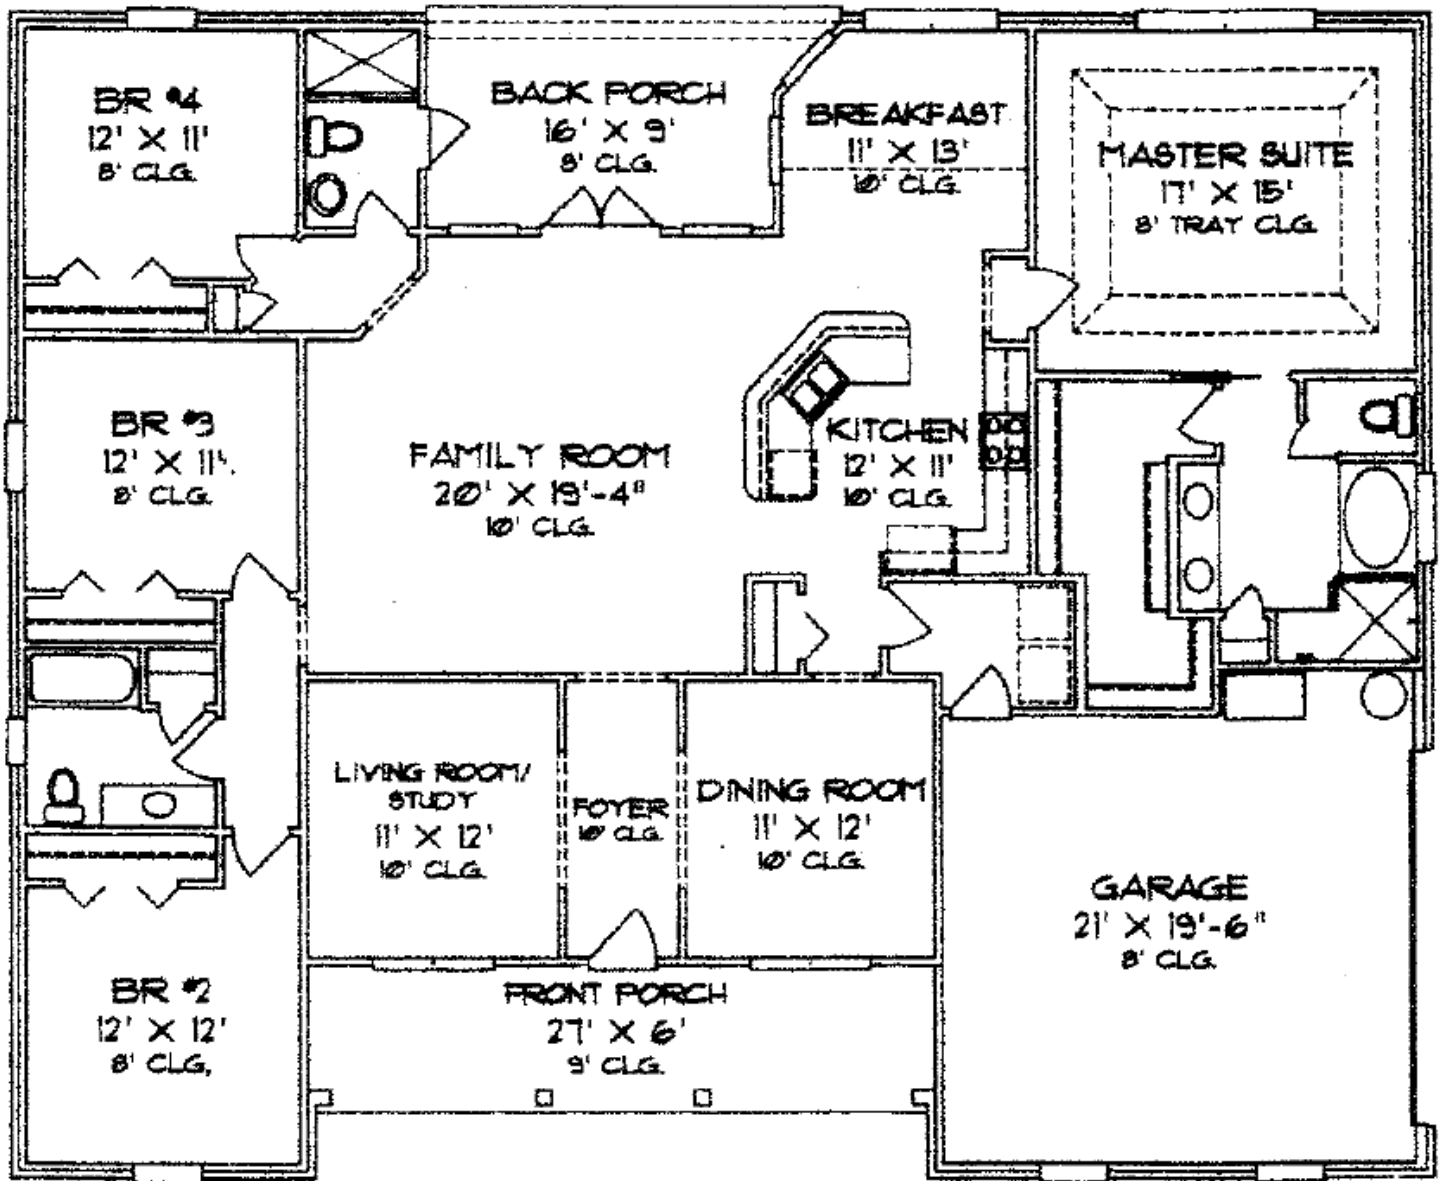 BR #4
12' X 11'
8' CLG.
BACK PORCH
16' X 9'
8' CLG.
BREAKFAST
11' X 13'
10' CLG.
MASTER SUITE
17' X 15'
8' TRAY CLG.
BR #3
12' X 11'
8' CLG.
FAMILY ROOM
20' X 19'-4"
10' CLG.
KITCHEN
12' X 11'
10' CLG.
LIVING ROOM/
STUDY
11' X 12'
10' CLG.
FOYER
10' CLG.
DINING ROOM
11' X 12'
10' CLG.
GARAGE
21' X 19'-6"
8' CLG.
BR #2
12' X 12'
8' CLG.
FRONT PORCH
27' X 6'
9' CLG.